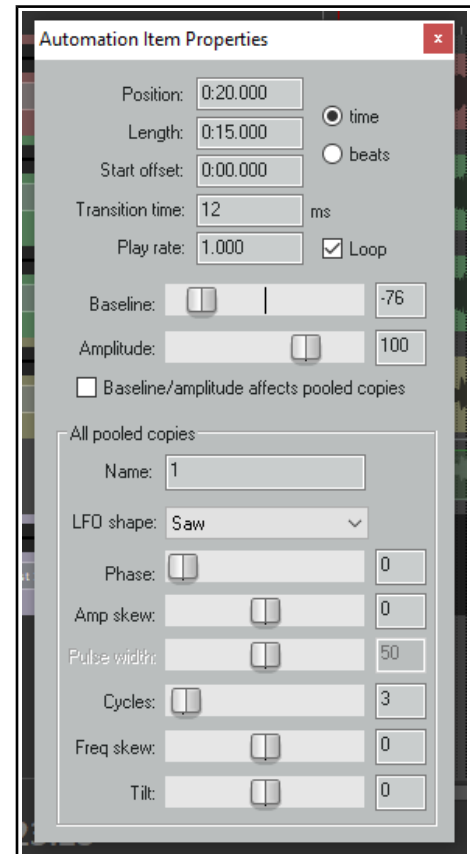 Automation Item Properties
x
Position: 0:20.000
time
Length: 0:15.000
beats
Start offset: 0:00.000
Transition time: 12 ms
Play rate: 1.000 Loop
Baseline: -76
Amplitude: 100
Baseline/amplitude affects pooled copies
All pooled copies
Name: 1
LFO shape: Saw
Phase: 0
Amp skew: 0
Pulse width: 50
Cycles: 3
Freq skew: 0
Tilt: 0